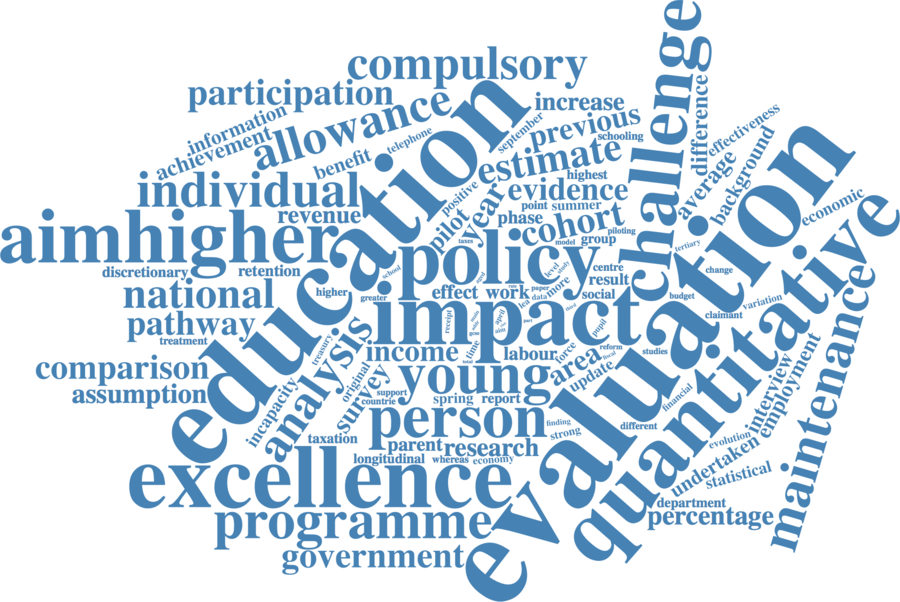 compulsory
participation
allowance
information
achievement
telephone
benefit
individual
revenue
aimhigher
education
challenge
difference
increase
previous
september
schooling
effectiveness
estimate
highest
average
background
evidence
positive
year
point
summer
phase
cohort
pilot
piloting
taxes
model
group
evaluation
economic
quantitative
discretionary
retention
policy
tertiary
centre
change
level
study
school
result
national
higher
greater
effect
work
paper
data
more
social
budget
variation
pathway
treatment
impact
receipt
april
claimant
pupil
treasury
analysis
income
time
total
labour
force
area
reform
fiscal
studies
comparison
assumption
original
young
update
maintenance
interview
employment
incapacity
survey
support
countrie
spring
report
financial
person
finding
strong
different
taxation
parent
research
longitudinal
whereas
economy
evolution
undertaken
statistical
excellence
department
percentage
programme
government